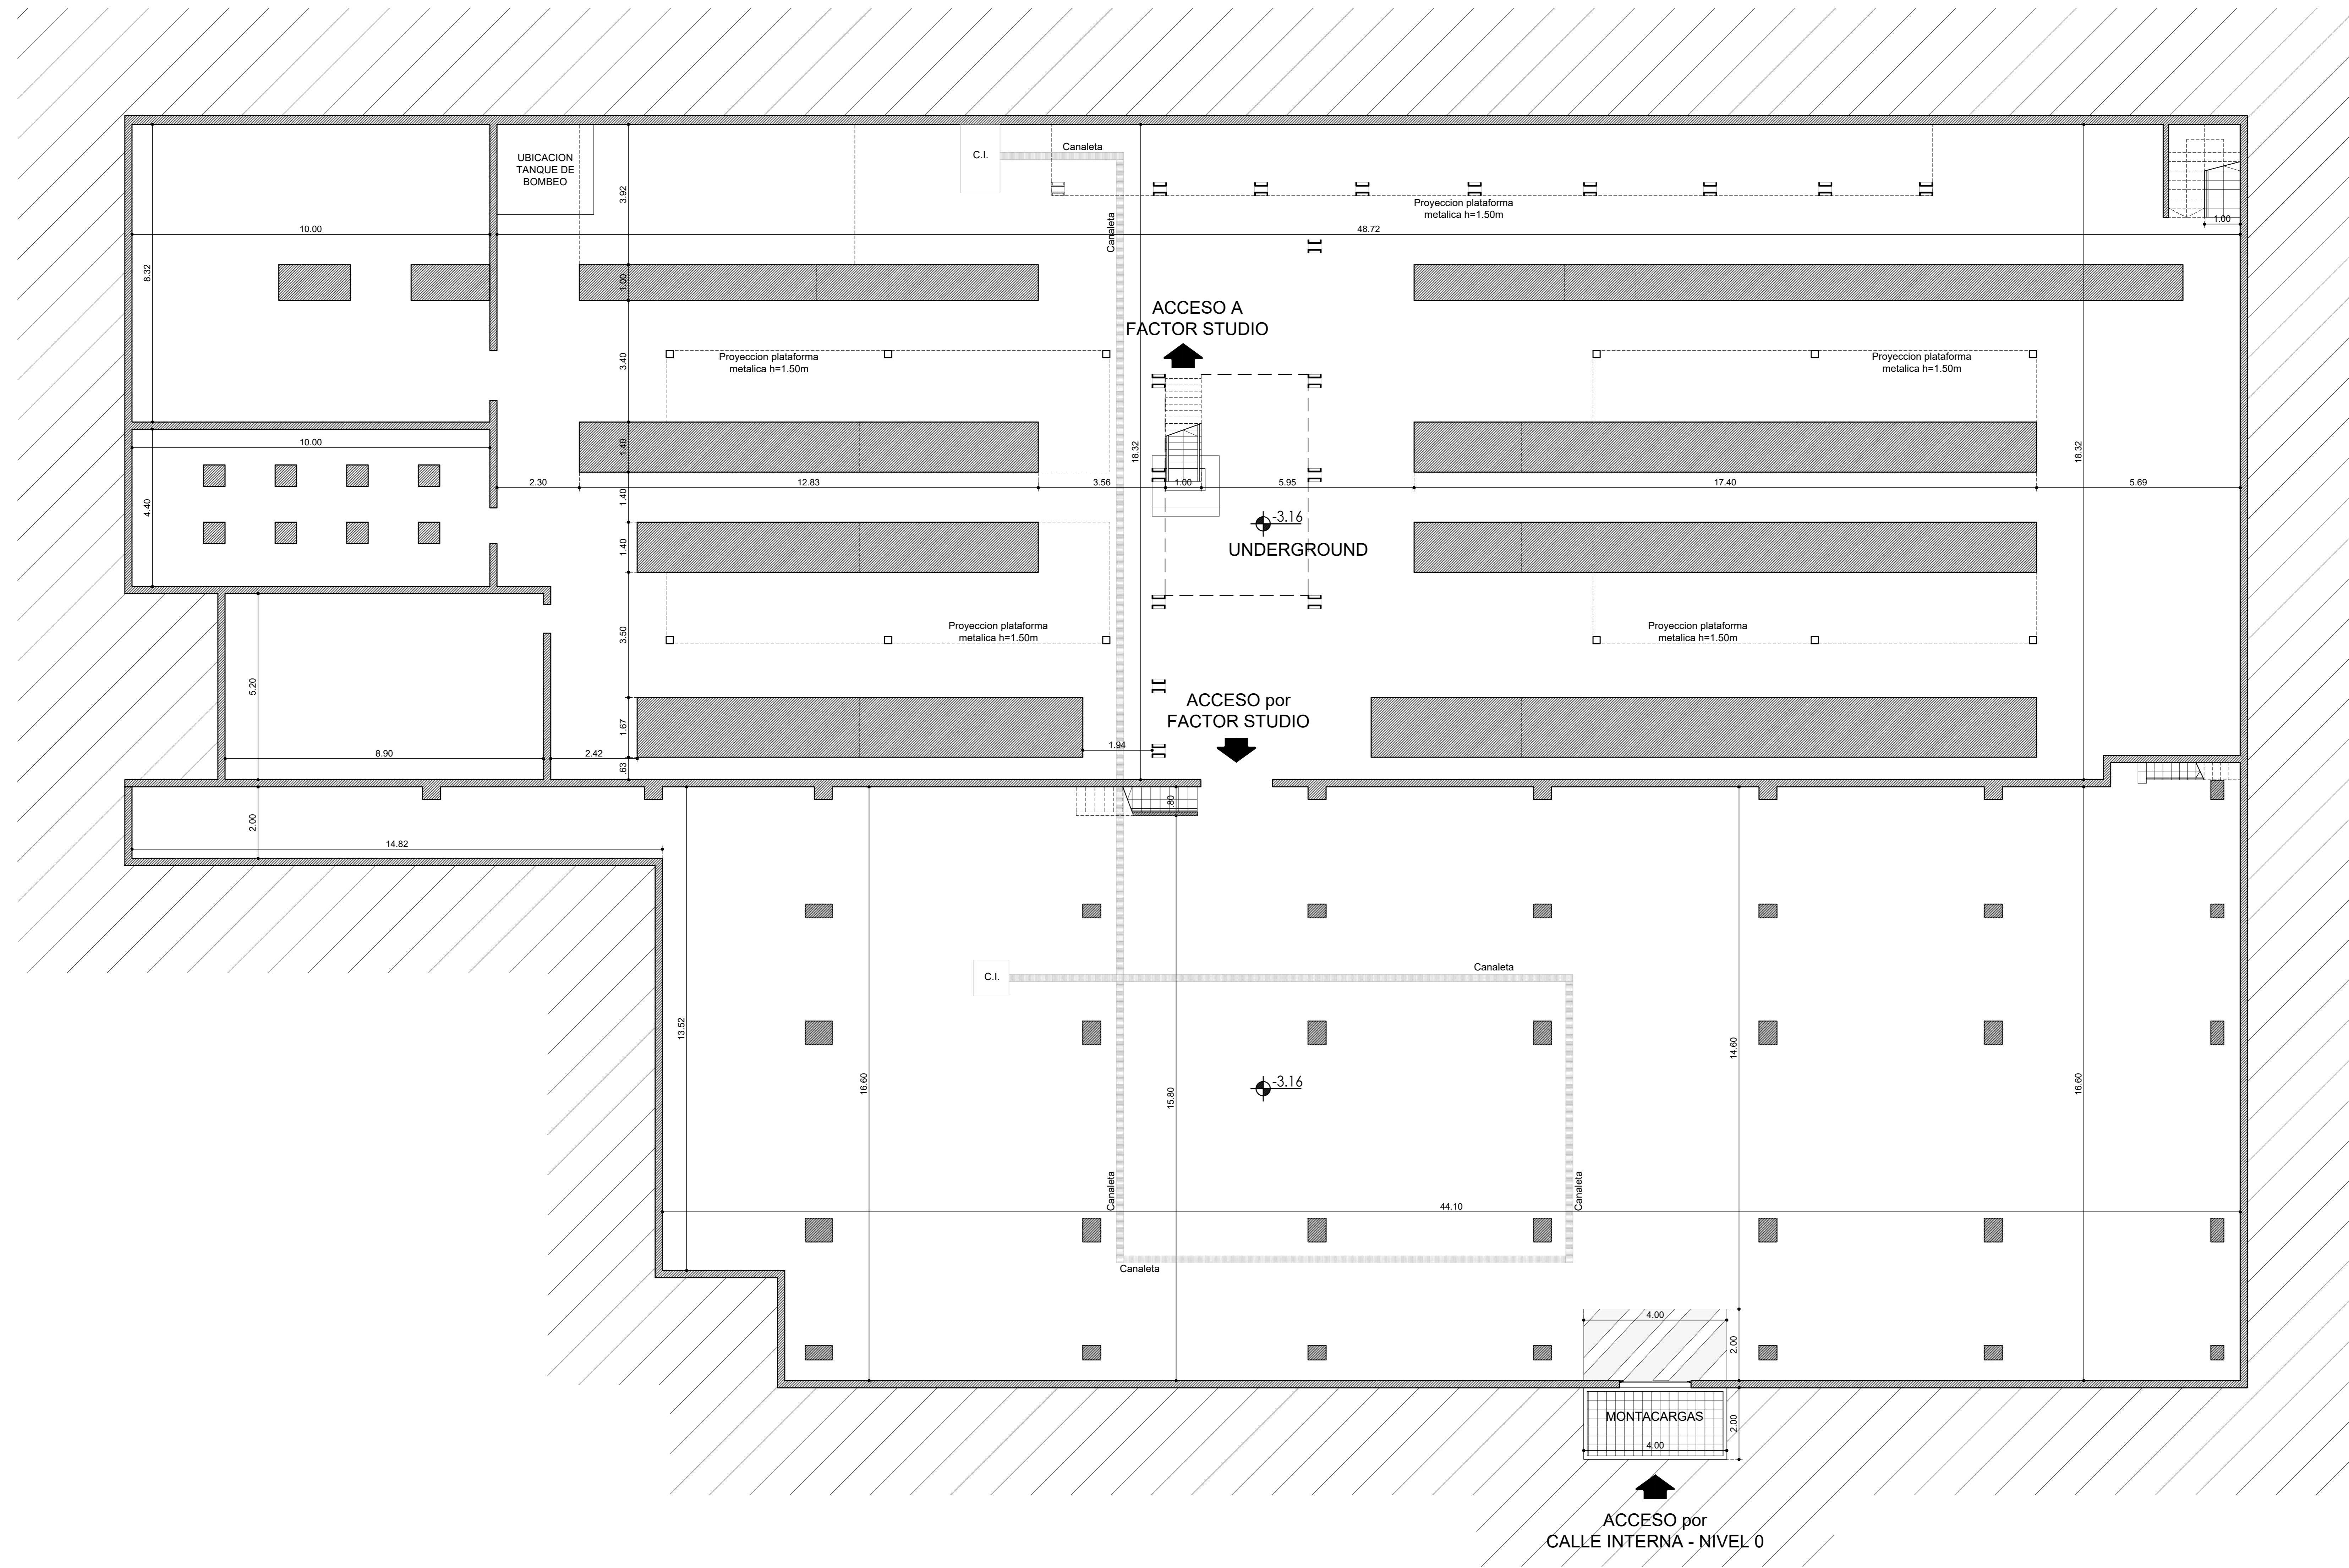 UBICACION
TANQUE DE
BOMBEO
C.I.
Canaleta
3.92
Proyeccion plataforma
metalica h=1.50m
1.00
10.00
48.72
Canaleta
8.32
1.00
ACCESO A
FACTOR STUDIO
Proyeccion plataforma
metalica h=1.50m
3.40
Proyeccion plataforma
metalica h=1.50m
10.00
1.40
18.32
18.32
2.30
12.83
3.56
1.00
5.95
17.40
5.69
4.40
1.40
-3.16
UNDERGROUND
1.40
3.50
Proyeccion plataforma
metalica h=1.50m
Proyeccion plataforma
metalica h=1.50m
5.20
ACCESO por
FACTOR STUDIO
1.67
1.94
8.90
2.42
.63
.80
2.00
14.82
C.I.
Canaleta
13.52
16.60
15.80
14.60
16.60
-3.16
Canaleta
Canaleta
44.10
Canaleta
4.00
2.00
MONTACARGAS
2.00
4.00
ACCESO por
CALLE INTERNA - NIVEL 0